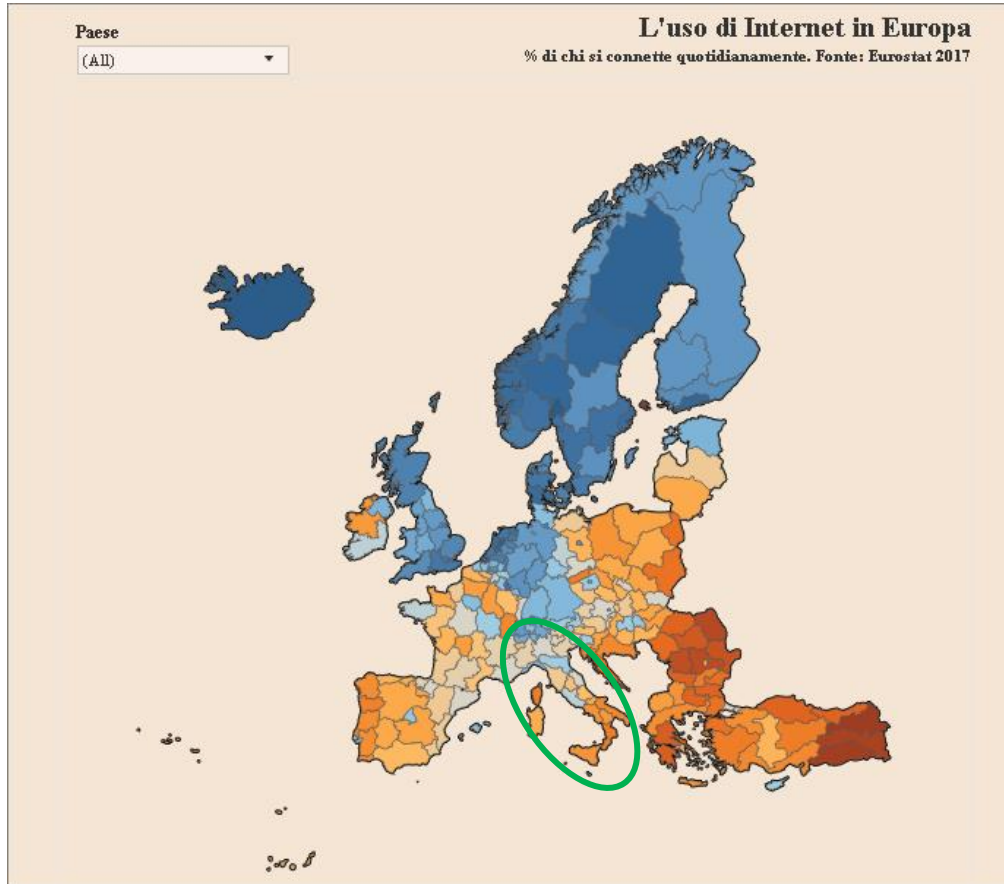 Paese
(All)
L'uso di Internet in Europa
% di chi si connette quotidianamente. Fonte: Eurostat 2017